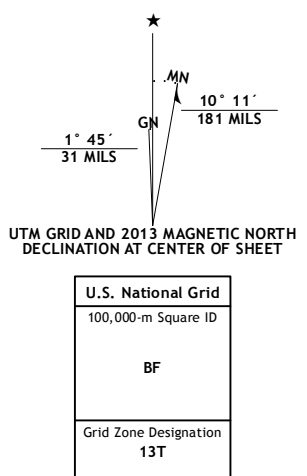 ★
MN
GN
10° 11´
181 MILS
1° 45´
31 MILS
UTM GRID AND 2013 MAGNETIC NORTH
DECLINATION AT CENTER OF SHEET
U.S. National Grid
100,000-m Square ID
BF
Grid Zone Designation
13T